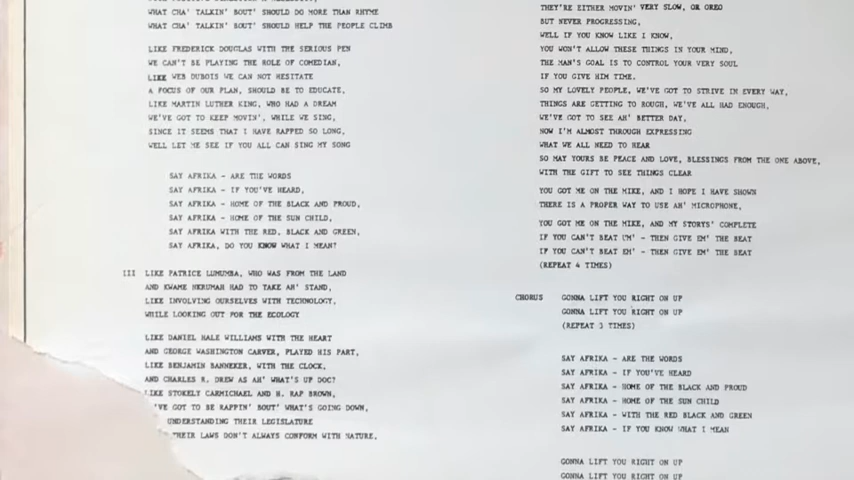 WHAT CHA' TALKIN' BOUT' SHOULD DO MORE THAN RHYME
WHAT CHA' TALKIN' BOUT' SHOULD HELP THE PEOPLE CLIMB
LIKE FREDERICK DOUGLAS WITH THE SERIOUS PEN
WE CAN'T BE PLAYING THE ROLE OF COMEDIAN,
LIKE WEB DUBOIS WE CAN NOT HESITATE
A FOCUS OF OUR PLAN, SHOULD BE TO EDUCATE,
LIKE MARTIN LUTHER KING, WHO HAD A DREAM
WE'VE GOT TO KEEP MOVIN', WHILE WE SING,
SINCE IT SEEMS THAT I HAVE RAPPED SO LONG,
WELL LET ME SEE IF YOU ALL CAN SING MY SONG
SAY AFRIKA - ARE THE WORDS
SAY AFRIKA - IF YOU'VE HEARD,
SAY AFRIKA - HOME OF THE BLACK AND PROUD,
SAY AFRIKA - HOME OF THE SUN CHILD,
SAY AFRIKA WITH THE RED, BLACK AND GREEN,
SAY AFRIKA, DO YOU KNOW WHAT I MEAN?
III LIKE PATRICE LUMUMBA, WHO WAS FROM THE LAND
AND KWAME NKRUMAH HAD TO TAKE AH' STAND,
LIKE INVOLVING OURSELVES WITH TECHNOLOGY,
WHILE LOOKING OUT FOR THE ECOLOGY
LIKE DANIEL HALE WILLIAMS WITH THE HEART
AND GEORGE WASHINGTON CARVER, PLAYED HIS PART,
LIKE BENJAMIN BANNEKER, WITH THE CLOCK,
AND CHARLES R. DREW AS AH' WHAT'S UP DOC?
LIKE STOKELY CARMICHAEL AND H. RAP BROWN,
'VE GOT TO BE RAPPIN' BOUT' WHAT'S GOING DOWN,
UNDERSTANDING THEIR LEGISLATURE
THEIR LAWS DON'T ALWAYS CONFORM WITH NATURE,
THEY'RE EITHER MOVIN' VERY SLOW, OR OREO
BUT NEVER PROGRESSING,
WELL IF YOU KNOW LIKE I KNOW,
YOU WON'T ALLOW THESE THINGS IN YOUR MIND,
THE MAN'S GOAL IS TO CONTROL YOUR VERY SOUL
IF YOU GIVE HIM TIME.
SO MY LOVELY PEOPLE, WE'VE GOT TO STRIVE IN EVERY WAY,
THINGS ARE GETTING TO ROUGH, WE'VE ALL HAD ENOUGH,
WE'VE GOT TO SEE AH' BETTER DAY,
NOW I'M ALMOST THROUGH EXPRESSING
WHAT WE ALL NEED TO HEAR
SO MAY YOURS BE PEACE AND LOVE, BLESSINGS FROM THE ONE ABOVE,
WITH THE GIFT TO SEE THINGS CLEAR
YOU GOT ME ON THE MIKE, AND I HOPE I HAVE SHOWN
THERE IS A PROPER WAY TO USE AH' MICROPHONE,
YOU GOT ME ON THE MIKE, AND MY STORYS' COMPLETE
IF YOU CAN'T BEAT EM' - THEN GIVE EM' THE BEAT
IF YOU CAN'T BEAT EM' - THEN GIVE EM' THE BEAT
(REPEAT 4 TIMES)
CHORUS GONNA LIFT YOU RIGHT ON UP
GONNA LIFT YOU RIGHT ON UP
(REPEAT 3 TIMES)
SAY AFRIKA - ARE THE WORDS
SAY AFRIKA - IF YOU'VE HEARD
SAY AFRIKA - HOME OF THE BLACK AND PROUD
SAY AFRIKA - HOME OF THE SUN CHILD
SAY AFRIKA - WITH THE RED BLACK AND GREEN
SAY AFRIKA - IF YOU KNOW WHAT I MEAN
GONNA LIFT YOU RIGHT ON UP
GONNA LIFT YOU RIGHT ON UP